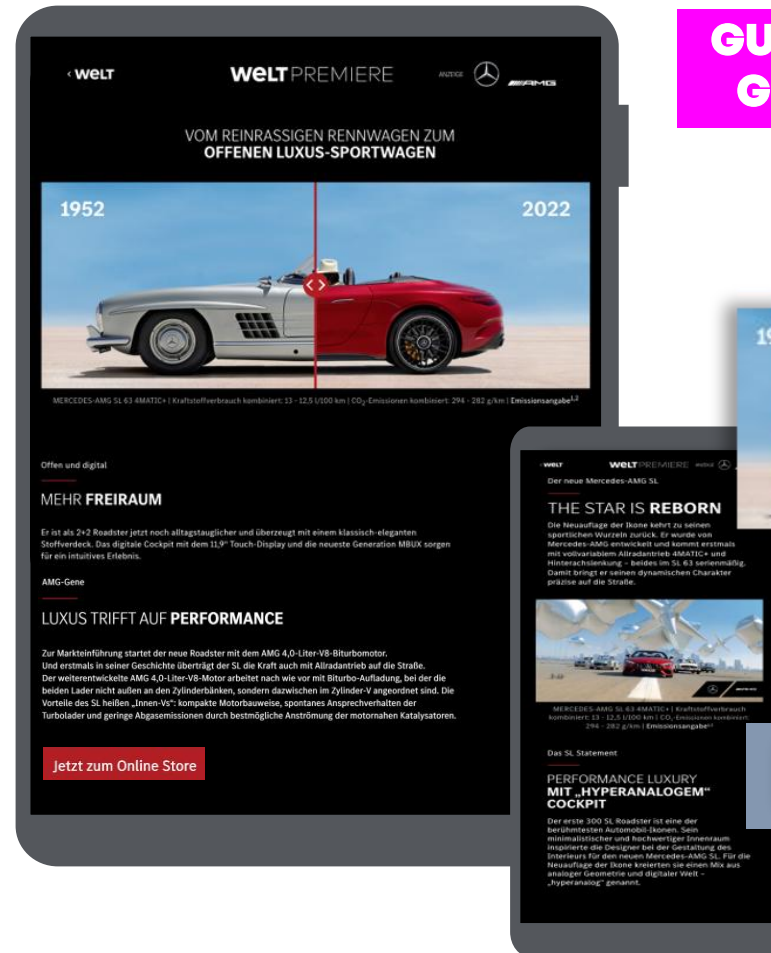 ‹ WELT
WELTPREMIERE
ANZEIGE
AMG
VOM REINRASSIGEN RENNWAGEN ZUM
OFFENEN LUXUS-SPORTWAGEN
1952
2022
MERCEDES-AMG SL 63 4MATIC+ | Kraftstoffverbrauch kombiniert: 13 - 12,5 l/100 km | CO₂-Emissionen kombiniert: 294 - 282 g/km | Emissionsangabe¹,²
Offen und digital
MEHR FREIRAUM
Er ist als 2+2 Roadster jetzt noch alltagstauglicher und überzeugt mit einem klassisch-eleganten
Stoffverdeck. Das digitale Cockpit mit dem 11,9" Touch-Display und die neueste Generation MBUX sorgen
für ein intuitives Erlebnis.
AMG-Gene
LUXUS TRIFFT AUF PERFORMANCE
Zur Markteinführung startet der neue Roadster mit dem AMG 4,0-Liter-V8-Biturbomotor.
Und erstmals in seiner Geschichte überträgt der SL die Kraft auch mit Allradantrieb auf die Straße.
Der weiterentwickelte AMG 4,0-Liter-V8-Motor arbeitet nach wie vor mit Biturbo-Aufladung, bei der die
beiden Lader nicht außen an den Zylinderbänken, sondern dazwischen im Zylinder-V angeordnet sind. Die
Vorteile des SL heißen „Innen-Vs": kompakte Motorbauweise, spontanes Ansprechverhalten der
Turbolader und geringe Abgasemissionen durch bestmögliche Anströmung der motornahen Katalysatoren.
Jetzt zum Online Store
GU
G
19
‹ WELT
WELTPREMIERE
ANZEIGE
Der neue Mercedes-AMG SL
THE STAR IS REBORN
Die Neuauflage der Ikone kehrt zu seinen
sportlichen Wurzeln zurück. Er wurde von
Mercedes-AMG entwickelt und kommt erstmals
mit vollvariablem Allradantrieb 4MATIC+ und
Hinterachslenkung – beides im SL 63 serienmäßig.
Damit bringt er seinen dynamischen Charakter
präzise auf die Straße.
MERCEDES-AMG SL 63 4MATIC+ | Kraftstoffverbrauch
kombiniert: 13 - 12,5 l/100 km | CO₂-Emissionen kombiniert:
294 - 282 g/km | Emissionsangabe¹,²
Das SL Statement
PERFORMANCE LUXURY
MIT „HYPERANALOGEM"
COCKPIT
Der erste 300 SL Roadster ist eine der
berühmtesten Automobil-Ikonen. Sein
minimalistischer und hochwertiger Innenraum
inspirierte die Designer bei der Gestaltung des
Interieurs für den neuen Mercedes-AMG SL. Für die
Neuauflage der Ikone kreierten sie einen Mix aus
analoger Geometrie und digitaler Welt –
„hyperanalog" genannt.